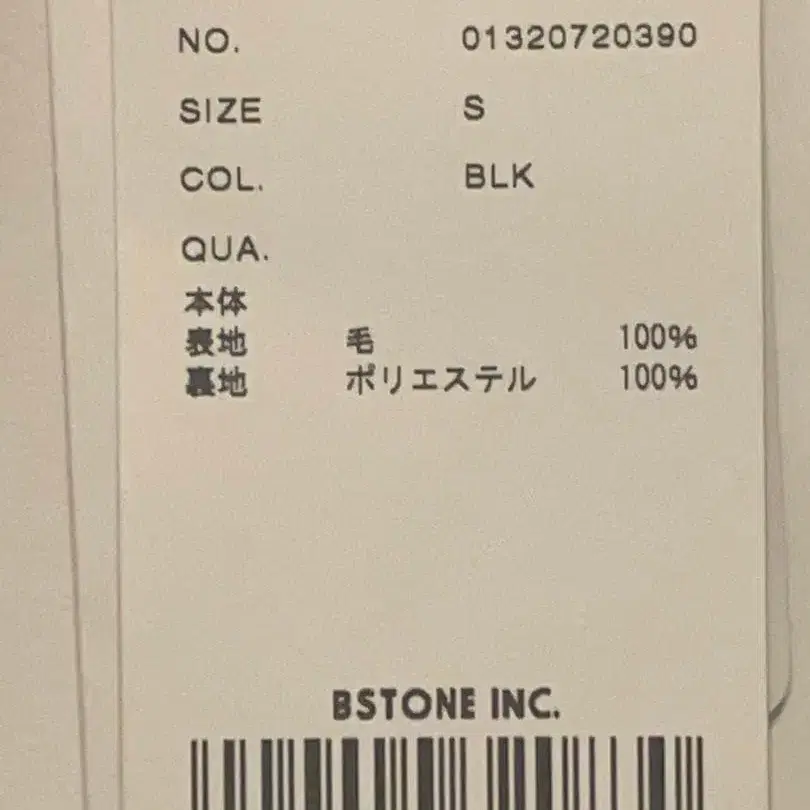 NO. 01320720390
SIZE S
COL. BLK
QUA.
本体
表地 毛 100%
裏地 ポリエステル 100%
BSTONE INC.